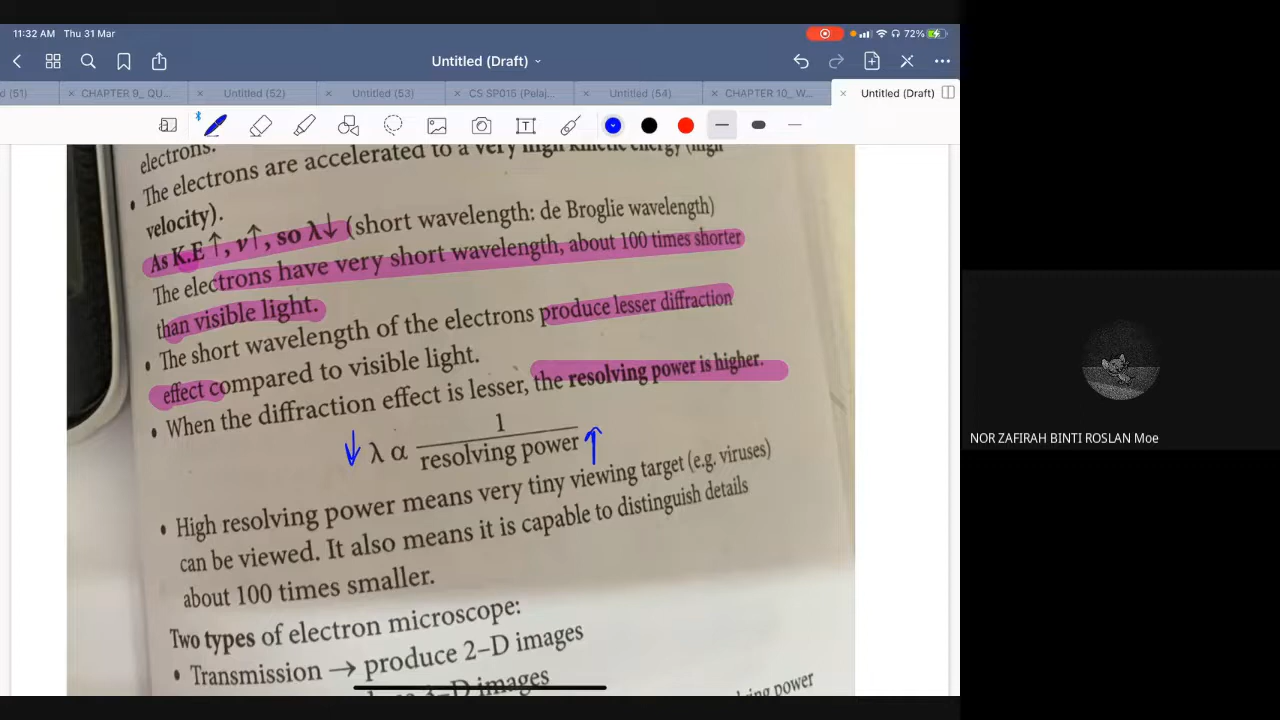 11:32 AM Thu 31 Mar
72%
Untitled (Draft)
d (51)
CHAPTER 9_ QU...
Untitled (52)
Untitled (53)
CS SP015 (Pelaj...
Untitled (54)
CHAPTER 10_ W...
Untitled (Draft)
electrons.
• The electrons are accelerated to a very high kinetic energy (high
velocity).
As K.E ↑, v↑, so λ↓ (short wavelength: de Broglie wavelength)
The electrons have very short wavelength, about 100 times shorter
than visible light.
• The short wavelength of the electrons produce lesser diffraction
effect compared to visible light.
• When the diffraction effect is lesser, the resolving power is higher.
↓ λ ∝ 1 / resolving power ↑
• High resolving power means very tiny viewing target (e.g. viruses)
can be viewed. It also means it is capable to distinguish details
about 100 times smaller.
Two types of electron microscope:
• Transmission → produce 2–D images
–D images
power
NOR ZAFIRAH BINTI ROSLAN Moe